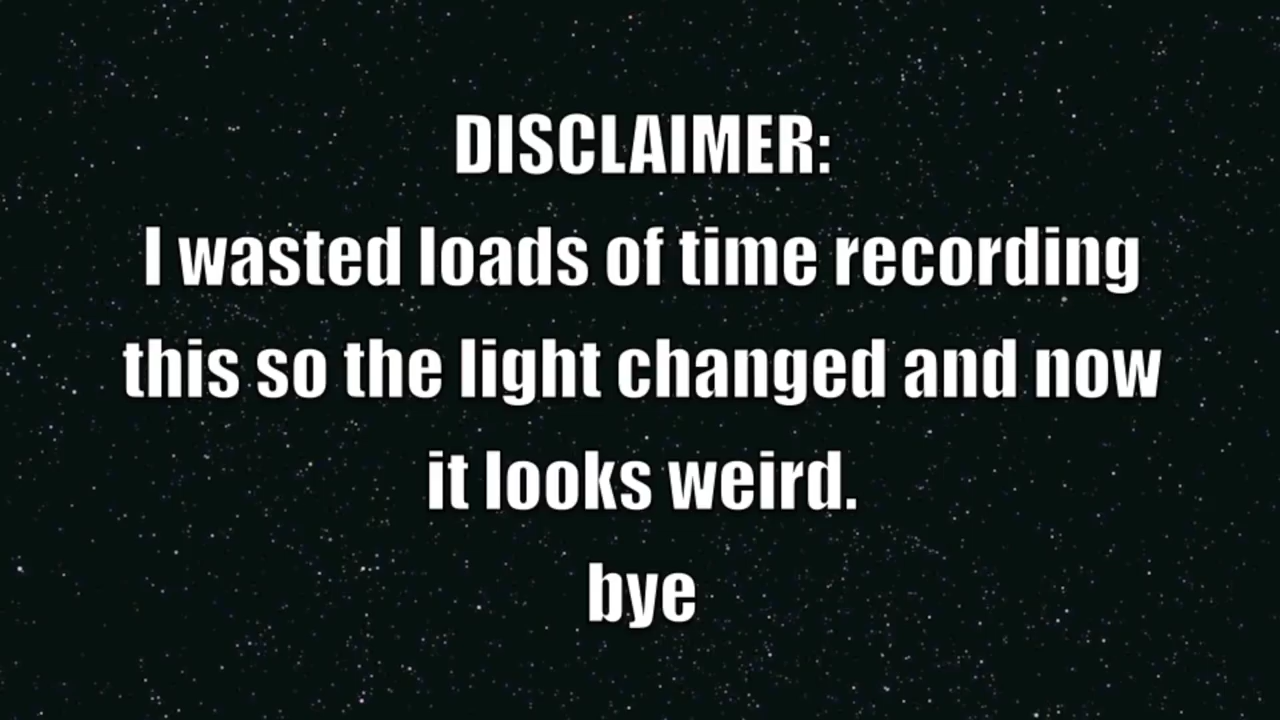 DISCLAIMER:
I wasted loads of time recording
this so the light changed and now
it looks weird.
bye